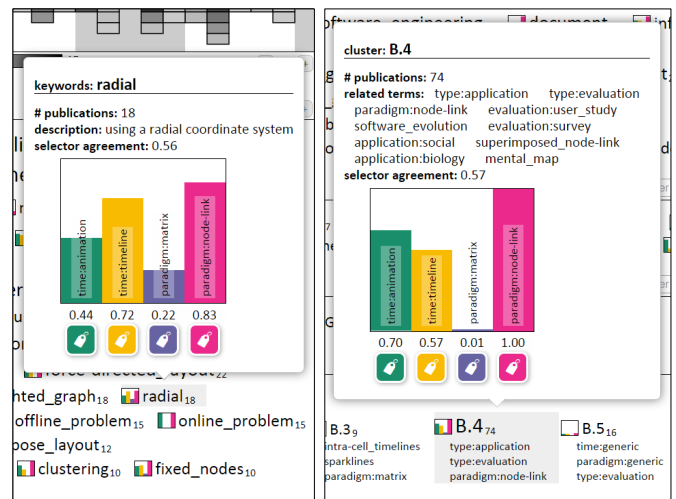 keywords: radial
# publications: 18
description: using a radial coordinate system
selector agreement: 0.56
time:animation
time:timeline
paradigm:matrix
paradigm:node-link
0.44 0.72 0.22 0.83
force-directed_layout22
hted_graph18 radial18
offline_problem15 online_problem15
pose_layout12
clustering10 fixed_nodes10
software_engineering document inf
cluster: B.4
# publications: 74
related terms: type:application type:evaluation
paradigm:node-link evaluation:user_study
software_evolution evaluation:survey
application:social superimposed_node-link
application:biology mental_map
selector agreement: 0.57
time:animation
time:timeline
paradigm:matrix
paradigm:node-link
0.70 0.57 0.01 1.00
B.39 B.474 B.516
intra-cell_timelines type:application time:generic
sparklines type:evaluation paradigm:generic
paradigm:matrix paradigm:node-link type:evaluation